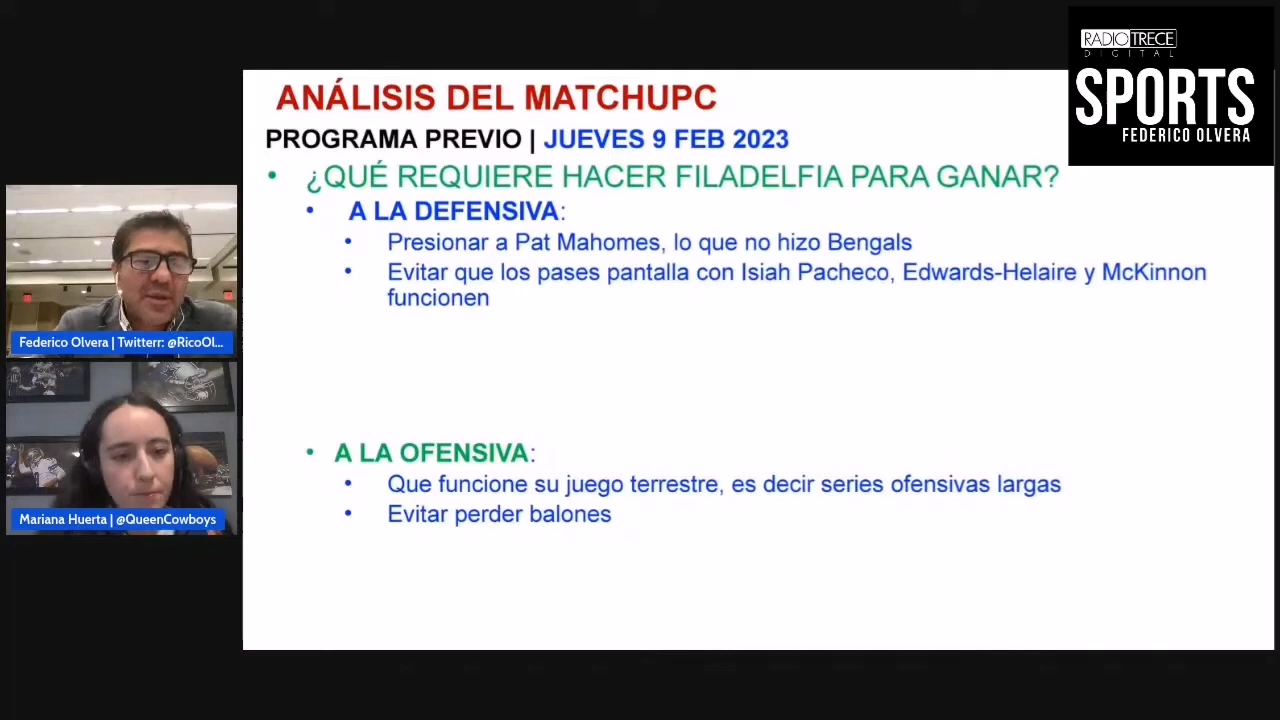 RADIO TRECE
DIGITAL
SPORTS
FEDERICO OLVERA
ANÁLISIS DEL MATCHUPC
PROGRAMA PREVIO | JUEVES 9 FEB 2023
• ¿QUÉ REQUIERE HACER FILADELFIA PARA GANAR?
• A LA DEFENSIVA:
• Presionar a Pat Mahomes, lo que no hizo Bengals
• Evitar que los pases pantalla con Isiah Pacheco, Edwards-Helaire y McKinnon
funcionen
• A LA OFENSIVA:
• Que funcione su juego terrestre, es decir series ofensivas largas
• Evitar perder balones
Federico Olvera | Twitterr: @RicoOl...
Mariana Huerta | @QueenCowboys